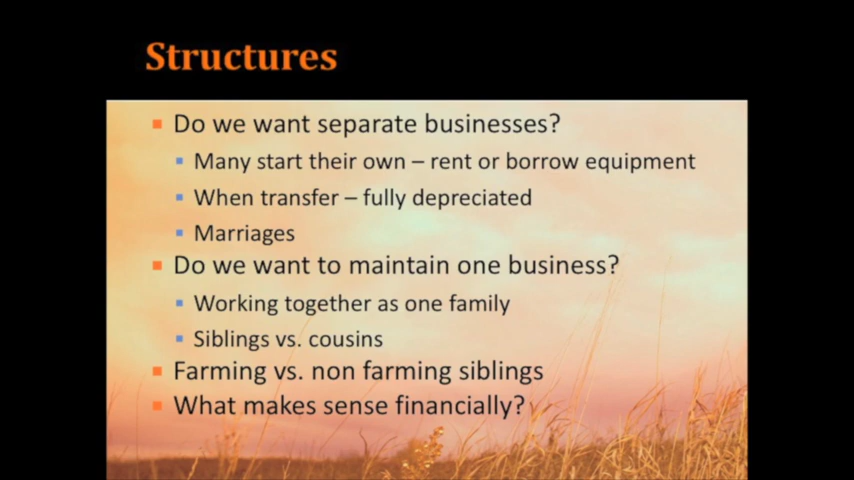 Structures
Do we want separate businesses?
Many start their own – rent or borrow equipment
When transfer – fully depreciated
Marriages
Do we want to maintain one business?
Working together as one family
Siblings vs. cousins
Farming vs. non farming siblings
What makes sense financially?